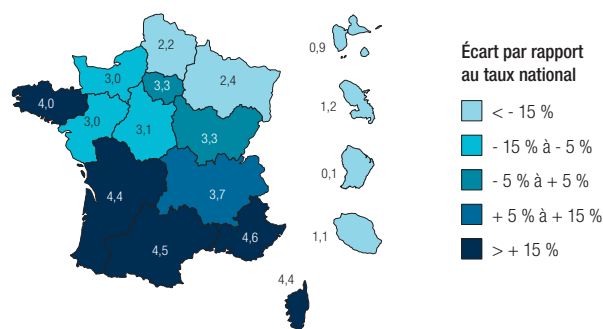 2,2
0,9
3,0
3,3
2,4
4,0
1,2
3,0
3,1
3,3
0,1
4,4
3,7
1,1
4,6
4,5
4,4
Écart par rapport
au taux national
< - 15 %
- 15 % à - 5 %
- 5 % à + 5 %
+ 5 % à + 15 %
> + 15 %